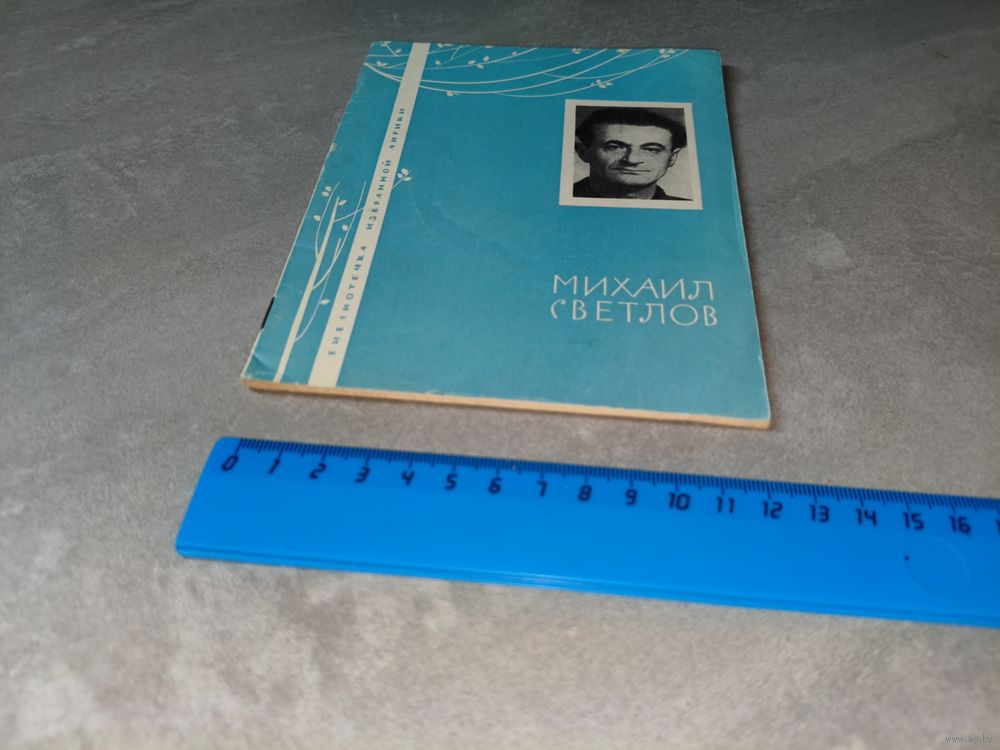 БИБЛИОТЕЧКА ИЗБРАННОЙ ЛИРИКИ
МИХАИЛ
СВЕТЛОВ
0 1 2 3 4 5 6 7 8 9 10 11 12 13 14 15 16
www.ay.by